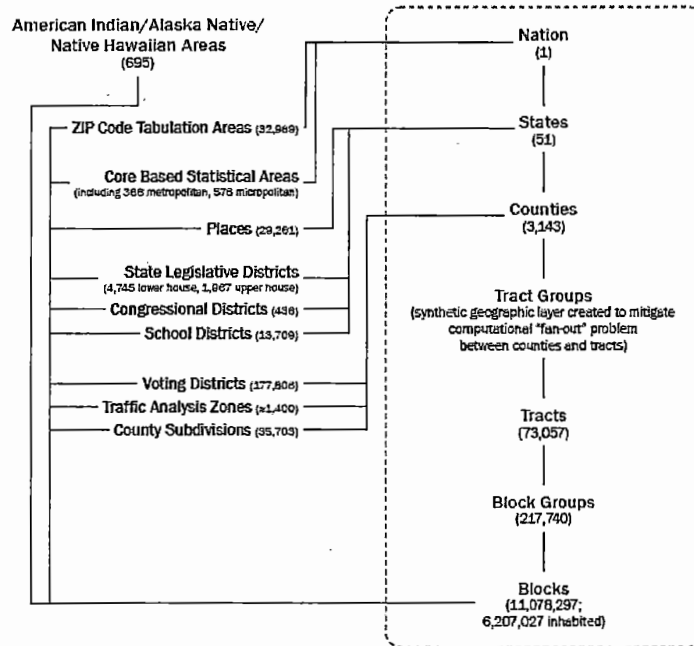 American Indian/Alaska Native/
Native Hawaiian Areas
(695)
ZIP Code Tabulation Areas (32,989)
Core Based Statistical Areas
(including 366 metropolitan, 576 micropolitan)
Places (29,261)
State Legislative Districts
(4,745 lower house, 1,967 upper house)
Congressional Districts (436)
School Districts (13,709)
Voting Districts (177,806)
Traffic Analysis Zones (≥1,400)
County Subdivisions (35,703)
Nation
(1)
States
(51)
Counties
(3,143)
Tract Groups
(synthetic geographic layer created to mitigate
computational "fan-out" problem
between counties and tracts)
Tracts
(73,057)
Block Groups
(217,740)
Blocks
(11,078,297;
6,207,027 inhabited)